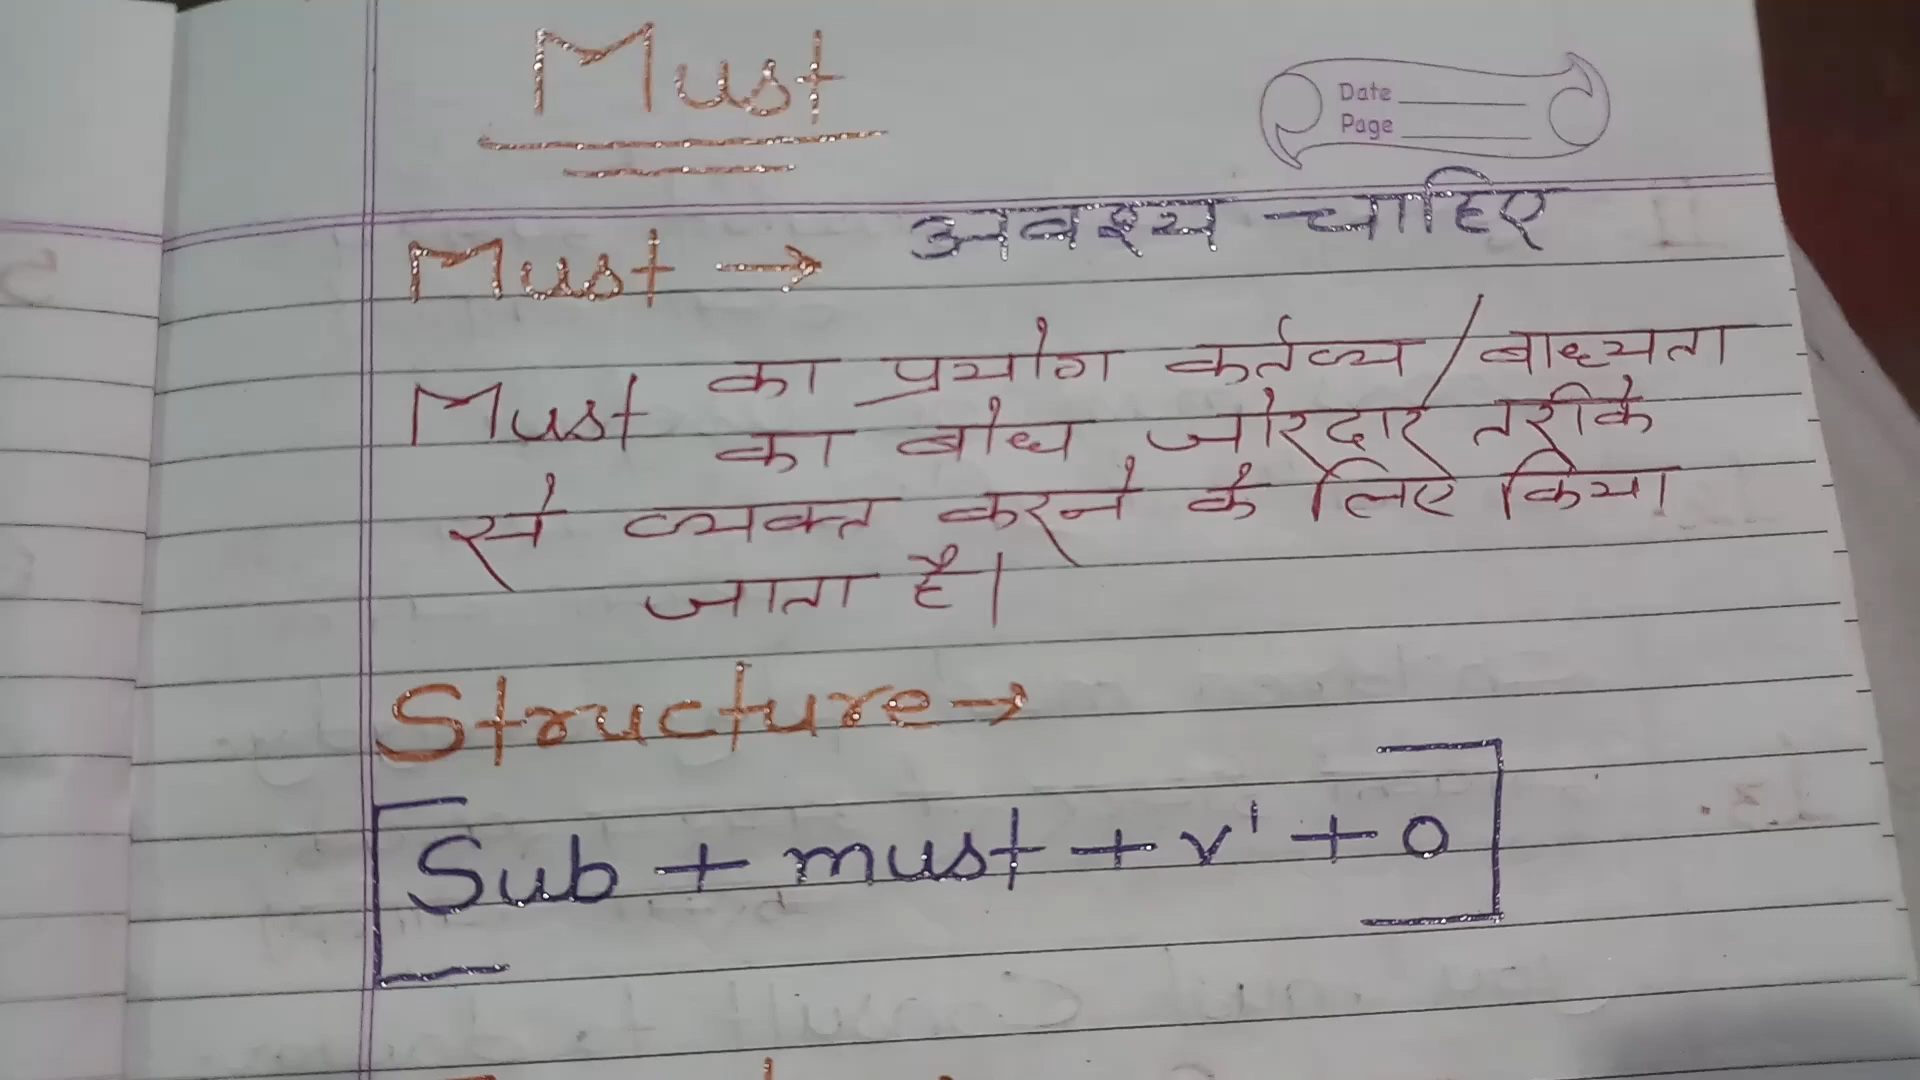 Must
Date
Page
Must → अवश्य चाहिए
Must का प्रयोग कर्तव्य / बाध्यता
का बोध जोरदार तरीके
से व्यक्त करने के लिए किया
जाता है।
Structure →
Sub + must + v¹ + o